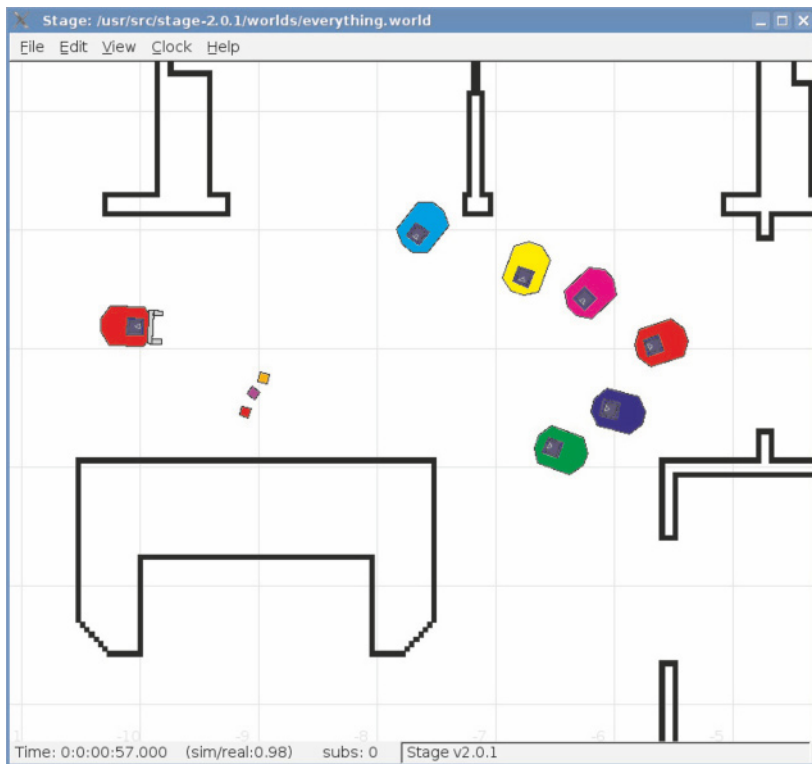 Stage: /usr/src/stage-2.0.1/worlds/everything.world
File Edit View Clock Help
-10 -9 -8 -7 -6 -5
Time: 0:0:00:57.000 (sim/real:0.98) subs: 0 Stage v2.0.1